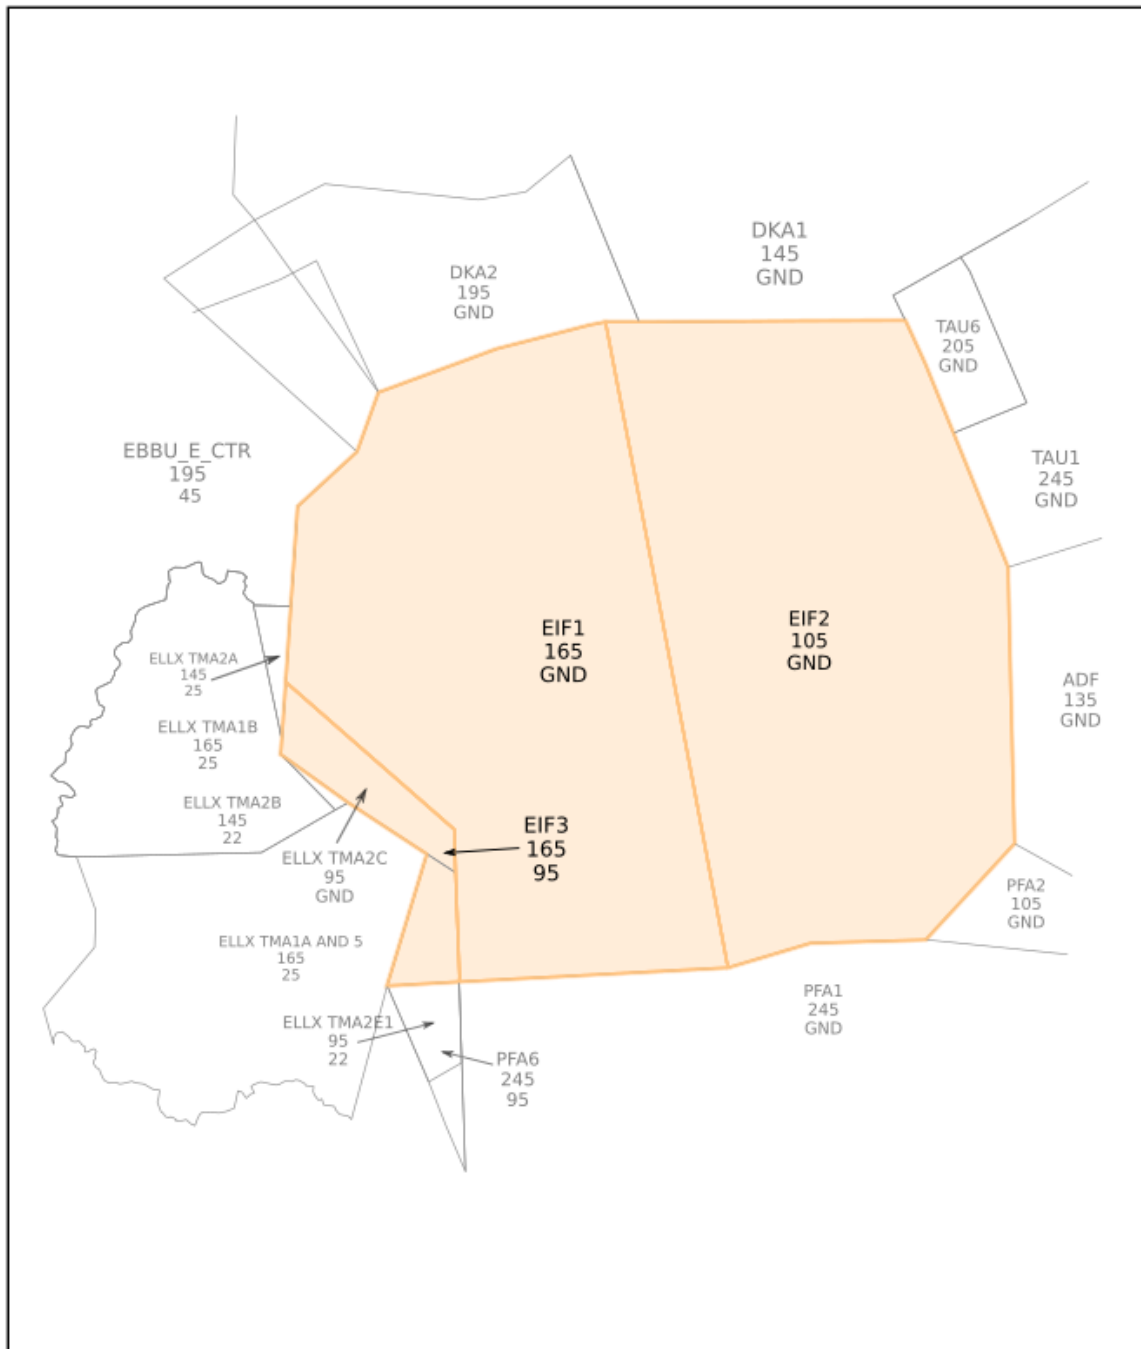 DKA1
145
GND
DKA2
195
GND
TAU6
205
GND
EBBU_E_CTR
195
45
TAU1
245
GND
EIF1
165
GND
EIF2
105
GND
ELLX TMA2A
145
25
ADF
135
GND
ELLX TMA1B
165
25
ELLX TMA2B
145
22
EIF3
165
95
ELLX TMA2C
95
GND
PFA2
105
GND
ELLX TMA1A AND 5
165
25
PFA1
245
GND
ELLX TMA2E1
95
22
PFA6
245
95